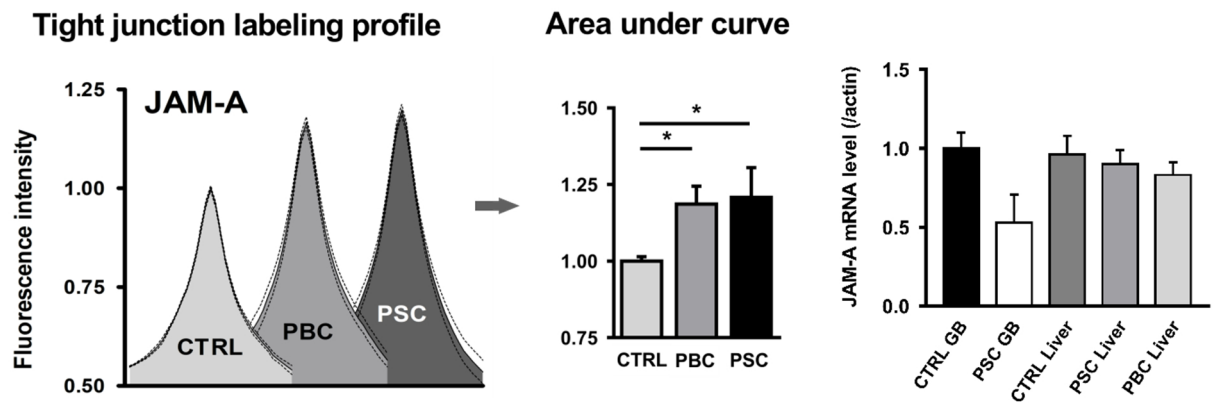 Tight junction labeling profile
Fluorescence intensity
1.25
1.00
0.75
0.50
JAM-A
CTRL
PBC
PSC
Area under curve
1.50
1.25
1.00
0.75
*
*
CTRL PBC PSC
JAM-A mRNA level (/actin)
1.5
1.0
0.5
0.0
CTRL GB
PSC GB
CTRL Liver
PSC Liver
PBC Liver